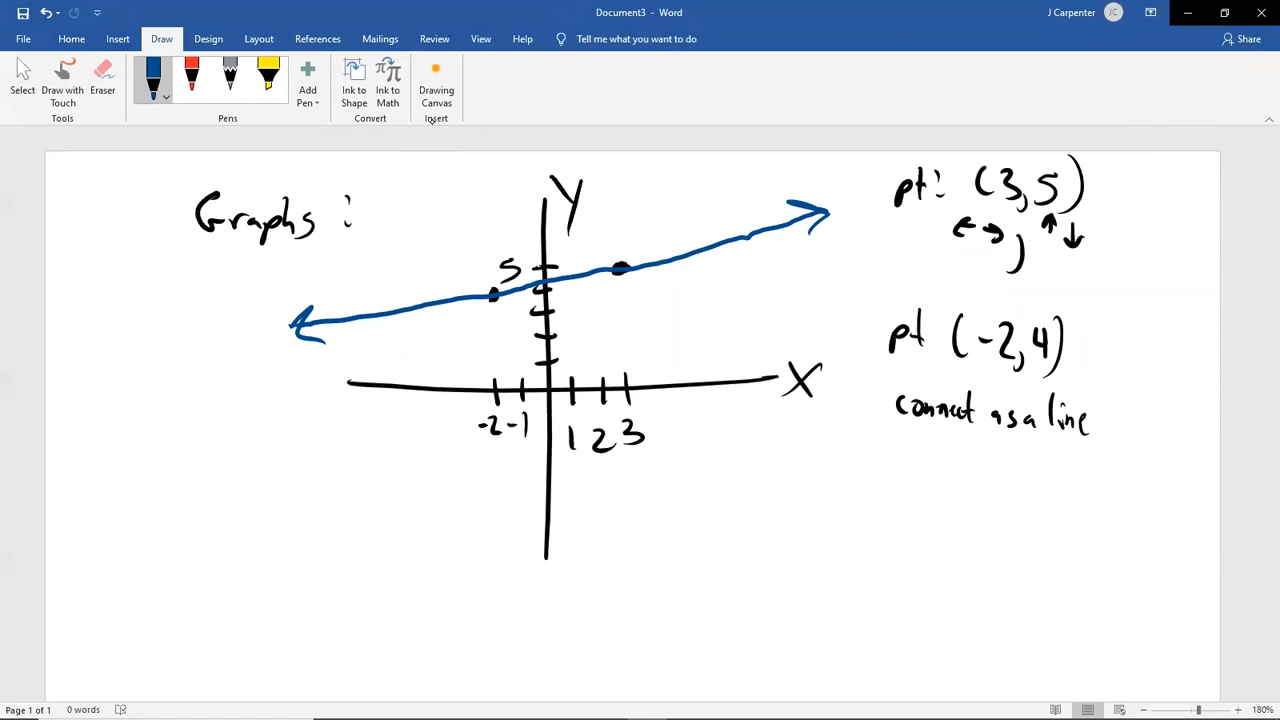 Document3 - Word
J Carpenter
JC
File Home Insert Draw Design Layout References Mailings Review View Help Tell me what you want to do
Share
Select
Draw with Touch
Eraser
Add Pen
Ink to Shape
Ink to Math
Drawing Canvas
Tools
Pens
Convert
Insert
Graphs :
Y
pt: (3,5)
,
5
pt (-2,4)
X
connect as a line
-2 -1 1 2 3
Page 1 of 1 0 words
180%